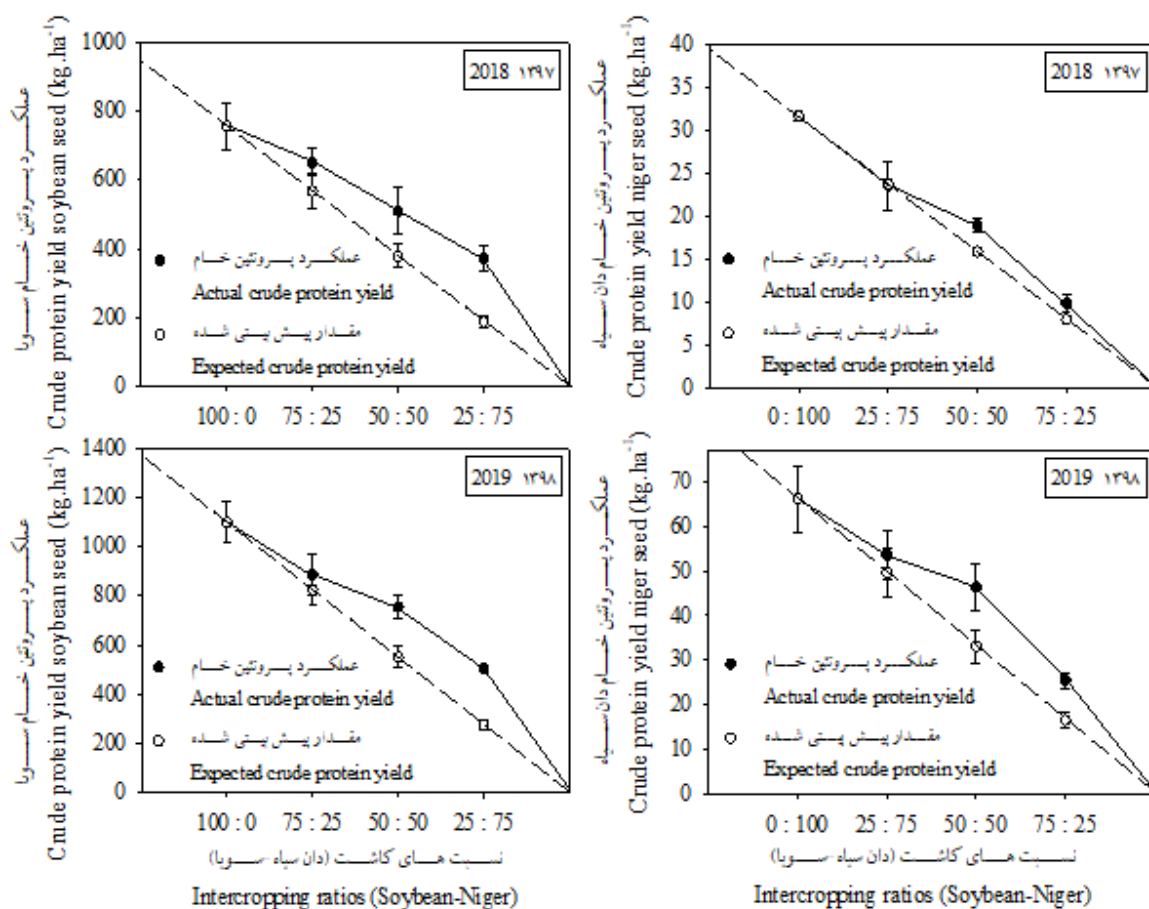 عملکرد پروتئین خام سویا
Crude protein yield soybean seed (kg.ha⁻¹)
1000
800
600
400
200
0
2018 ۱۳۹۷
عملکرد پروتئین خام
Actual crude protein yield
مقدار پیش بینی شده
Expected crude protein yield
100 : 0 75 : 25 50 : 50 25 : 75
عملکرد پروتئین خام دان سیاه
Crude protein yield niger seed (kg.ha⁻¹)
40
35
30
25
20
15
10
5
0
2018 ۱۳۹۷
عملکرد پروتئین خام
Actual crude protein yield
مقدار پیش بینی شده
Expected crude protein yield
0 : 100 25 : 75 50 : 50 75 : 25
عملکرد پروتئین خام سویا
Crude protein yield soybean seed (kg.ha⁻¹)
1400
1200
1000
800
600
400
200
0
2019 ۱۳۹۸
عملکرد پروتئین خام
Actual crude protein yield
مقدار پیش بینی شده
Expected crude protein yield
100 : 0 75 : 25 50 : 50 25 : 75
نسبت های کاشت (دان سیاه -سویا)
Intercropping ratios (Soybean-Niger)
عملکرد پروتئین خام دان سیاه
Crude protein yield niger seed (kg.ha⁻¹)
70
60
50
40
30
20
10
0
2019 ۱۳۹۸
عملکرد پروتئین خام
Actual crude protein yield
مقدار پیش بینی شده
Expected crude protein yield
0 : 100 25 : 75 50 : 50 75 : 25
نسبت های کاشت (دان سیاه -سویا)
Intercropping ratios (Soybean-Niger)